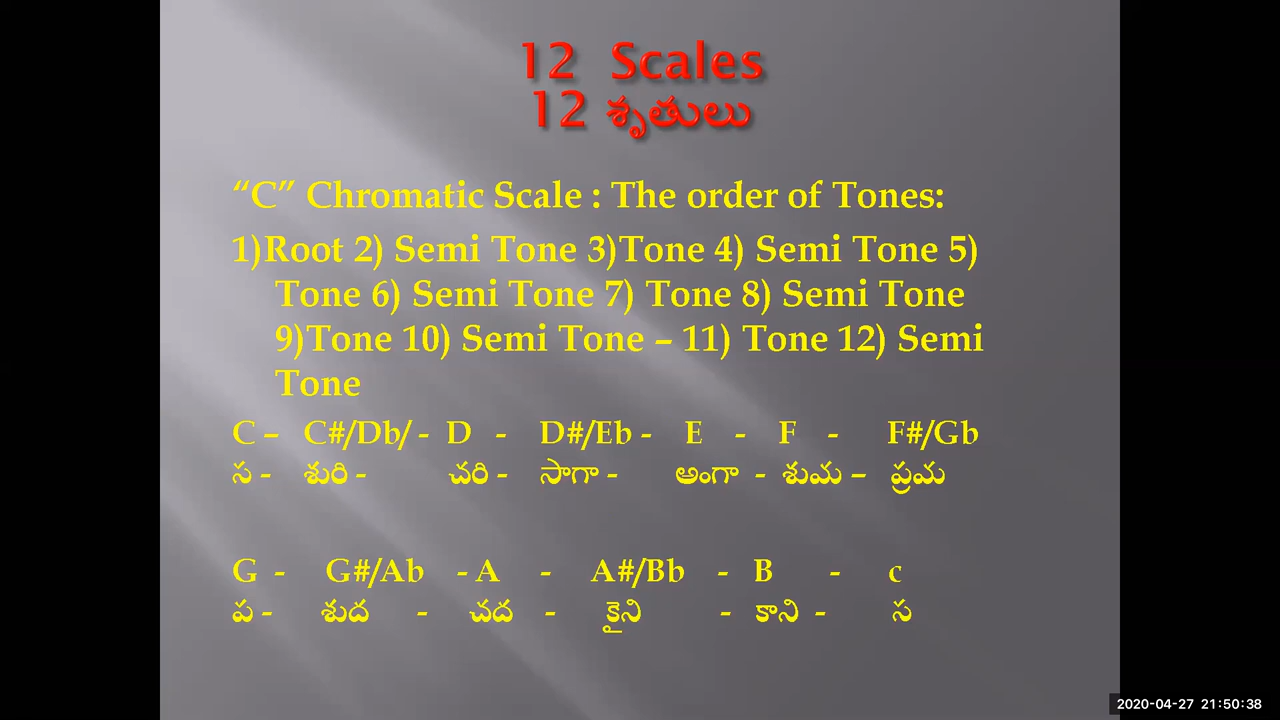 12 Scales
12 శృతులు
“C” Chromatic Scale : The order of Tones:
1)Root 2) Semi Tone 3)Tone 4) Semi Tone 5)
Tone 6) Semi Tone 7) Tone 8) Semi Tone
9)Tone 10) Semi Tone – 11) Tone 12) Semi
Tone
C – C#/Db/ - D - D#/Eb - E - F - F#/Gb
స - శురి - చరి - సాగా - అంగా - శుమ – ప్రమ
G - G#/Ab - A - A#/Bb - B - c
ప - శుద - చద - కైని - కాని - స
2020-04-27 21:50:38